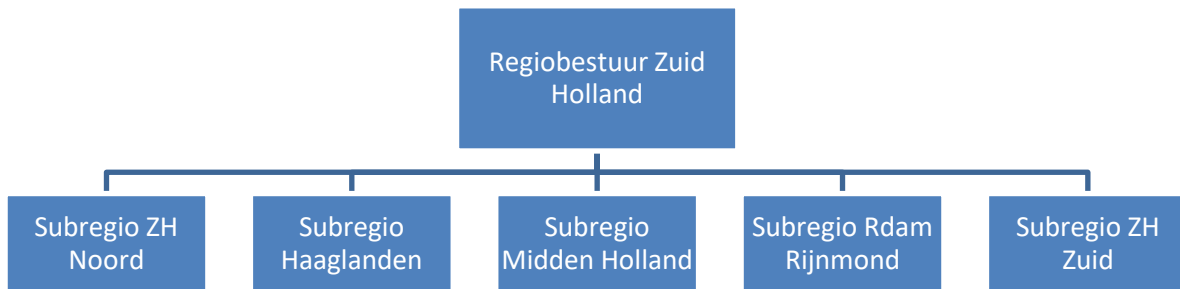 Regiobestuur Zuid
Holland
Subregio ZH
Noord
Subregio
Haaglanden
Subregio
Midden Holland
Subregio Rdam
Rijnmond
Subregio ZH
Zuid